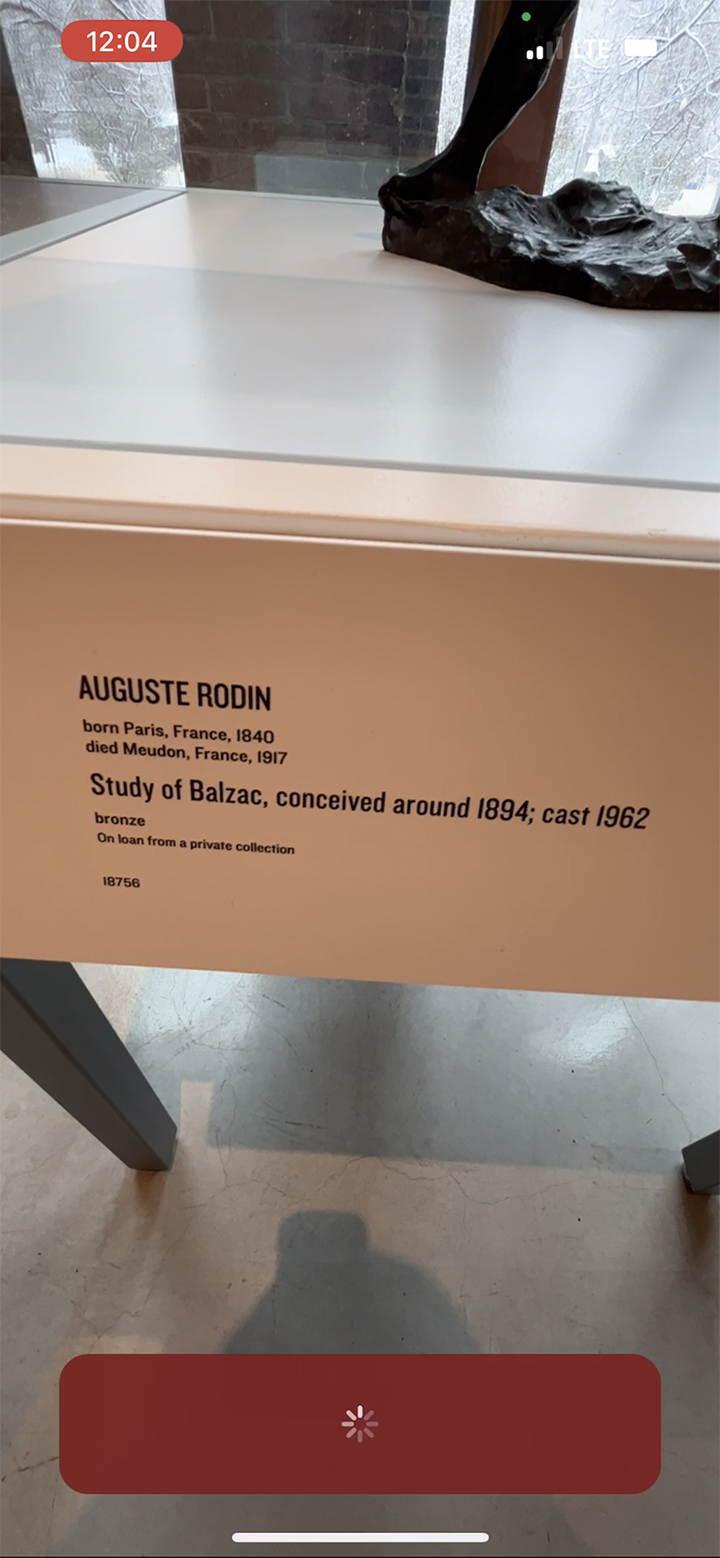 12:04
LTE
AUGUSTE RODIN
born Paris, France, 1840
died Meudon, France, 1917
Study of Balzac, conceived around 1894; cast 1962
bronze
On loan from a private collection
18756